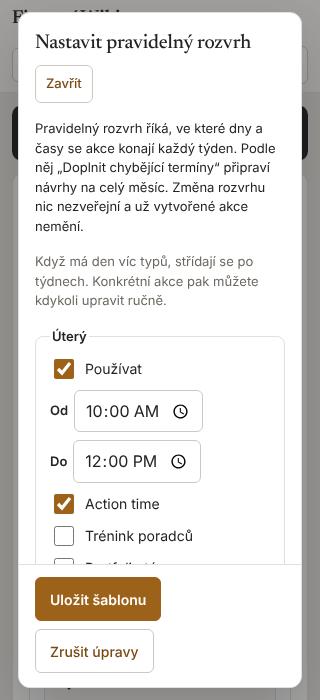 Nastavit pravidelný rozvrh
Zavřít
Pravidelný rozvrh říká, ve které dny a
časy se akce konají každý týden. Podle
něj „Doplnit chybějící termíny“ připraví
návrhy na celý měsíc. Změna rozvrhu
nic nezveřejní a už vytvořené akce
nemění.
Když má den víc typů, střídají se po
týdnech. Konkrétní akce pak můžete
kdykoli upravit ručně.
Úterý
Používat
Od 10:00 AM
Do 12:00 PM
Action time
Trénink poradců
Uložit šablonu
Zrušit úpravy